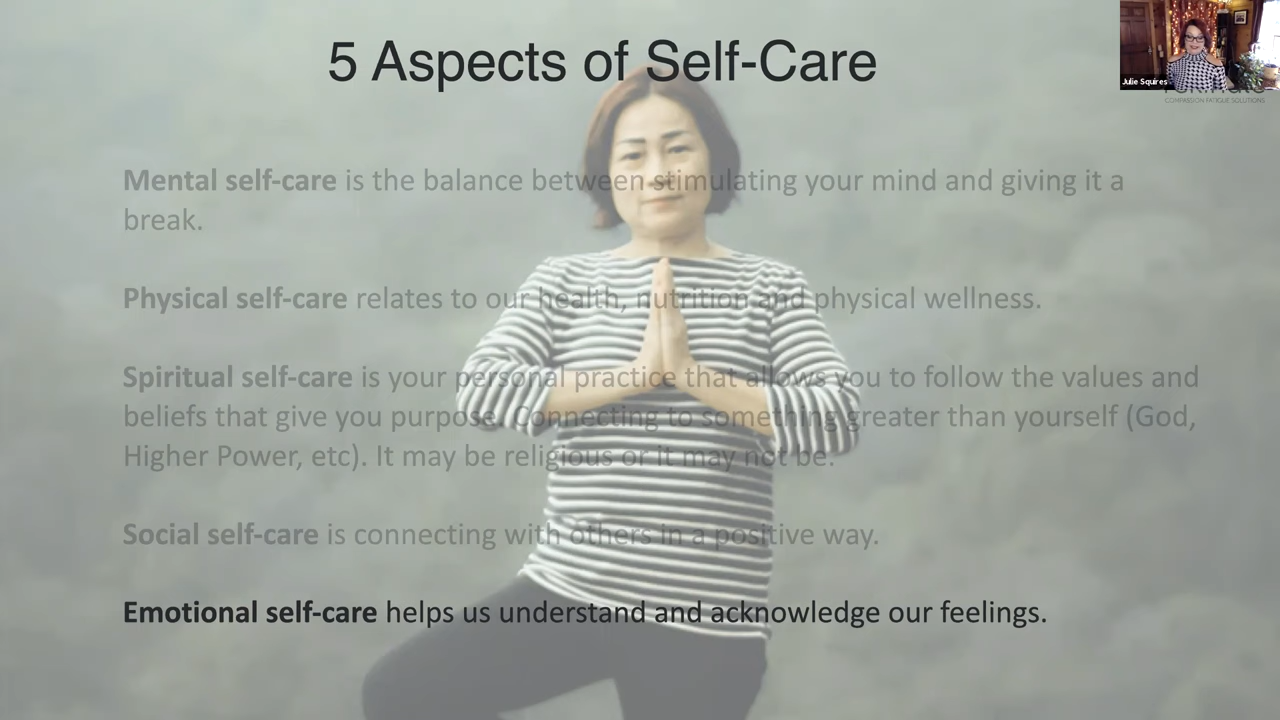 5 Aspects of Self-Care
Julie Squires
COMPASSION FATIGUE SOLUTIONS
Mental self-care is the balance between stimulating your mind and giving it a
break.
Physical self-care relates to our health, nutrition and physical wellness.
Spiritual self-care is your personal practice that allows you to follow the values and
beliefs that give you purpose. Connecting to something greater than yourself (God,
Higher Power, etc). It may be religious or it may not be.
Social self-care is connecting with others in a positive way.
Emotional self-care helps us understand and acknowledge our feelings.